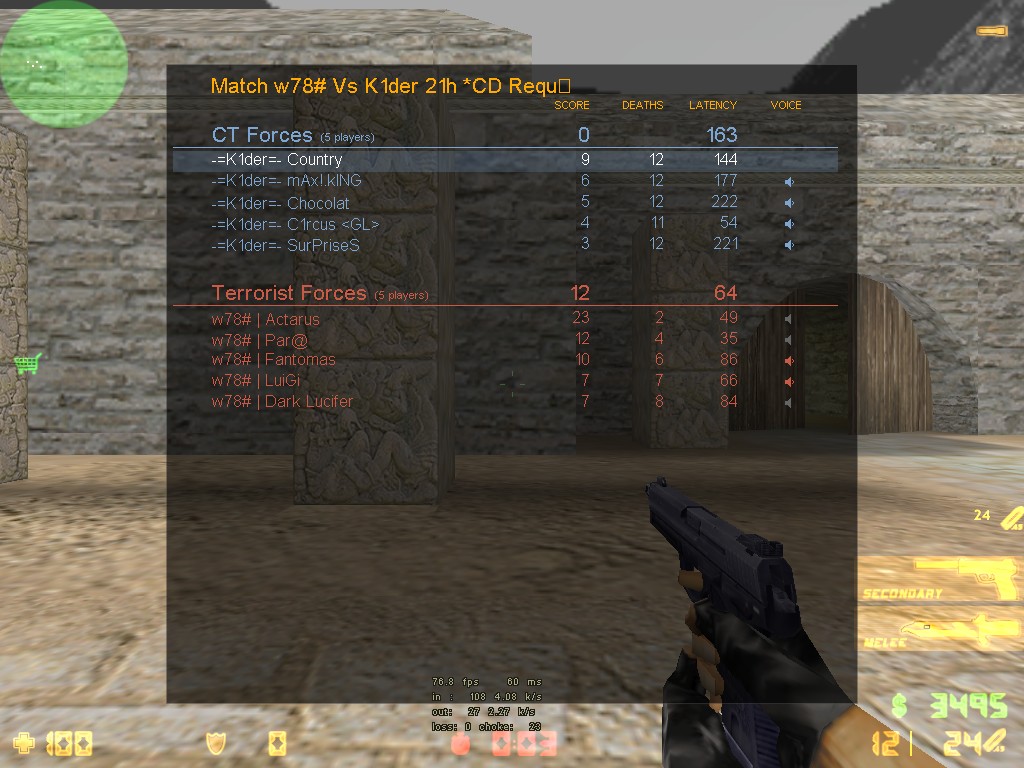 Match w78# Vs K1der 21h *CD Requ
SCORE DEATHS LATENCY VOICE
CT Forces (5 players) 0 163
-=K1der=- Country 9 12 144
-=K1der=- mAx!.kING 6 12 177
-=K1der=- Chocolat 5 12 222
-=K1der=- C1rcus <GL> 4 11 54
-=K1der=- SurPriseS 3 12 221
Terrorist Forces (5 players) 12 64
w78# | Actarus 23 2 49
w78# | Par@ 12 4 35
w78# | Fantomas 10 6 86
w78# | LuiGi 7 7 66
w78# | Dark Lucifer 7 8 84
24
SECONDARY
MELEE
76.8 fps 60 ms
in : 108 4.08 k/s
out: 27 2.27 k/s
loss: 0 choke: 23
$ 3495
100 0 0:03 12 | 24